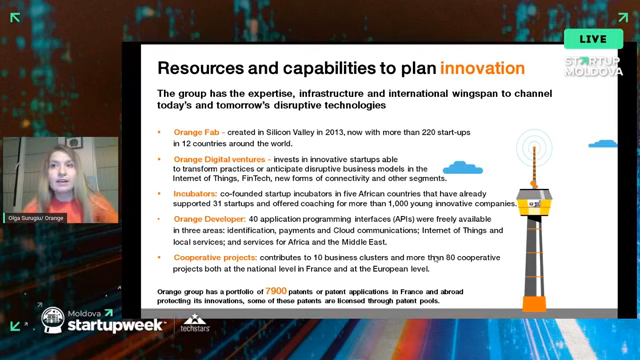 LIVE
STARTUP
MOLDOVA
Resources and capabilities to plan innovation
The group has the expertise, infrastructure and international wingspan to channel
today's and tomorrow's disruptive technologies
• Orange Fab - created in Silicon Valley in 2013, now with more than 220 start-ups
in 12 countries around the world.
• Orange Digital ventures - invests in innovative startups able
to transform practices or anticipate disruptive business models in the
Internet of Things, FinTech, new forms of connectivity and other segments.
• Incubators: co-founded startup incubators in five African countries that have already
supported 31 startups and offered coaching for more than 1,000 young innovative companies.
• Orange Developer: 40 application programming interfaces (APIs) were freely available
in three areas: identification, payments and Cloud communications; Internet of Things and
local services; and services for Africa and the Middle East.
• Cooperative projects: contributes to 10 business clusters and more than 80 cooperative
projects both at the national level in France and at the European level.
Orange group has a portfolio of 7900 patents or patent applications in France and abroad
protecting its innovations, some of these patents are licensed through patent pools.
Olga Surugiu/ Orange
Moldova
startupweek
techstars